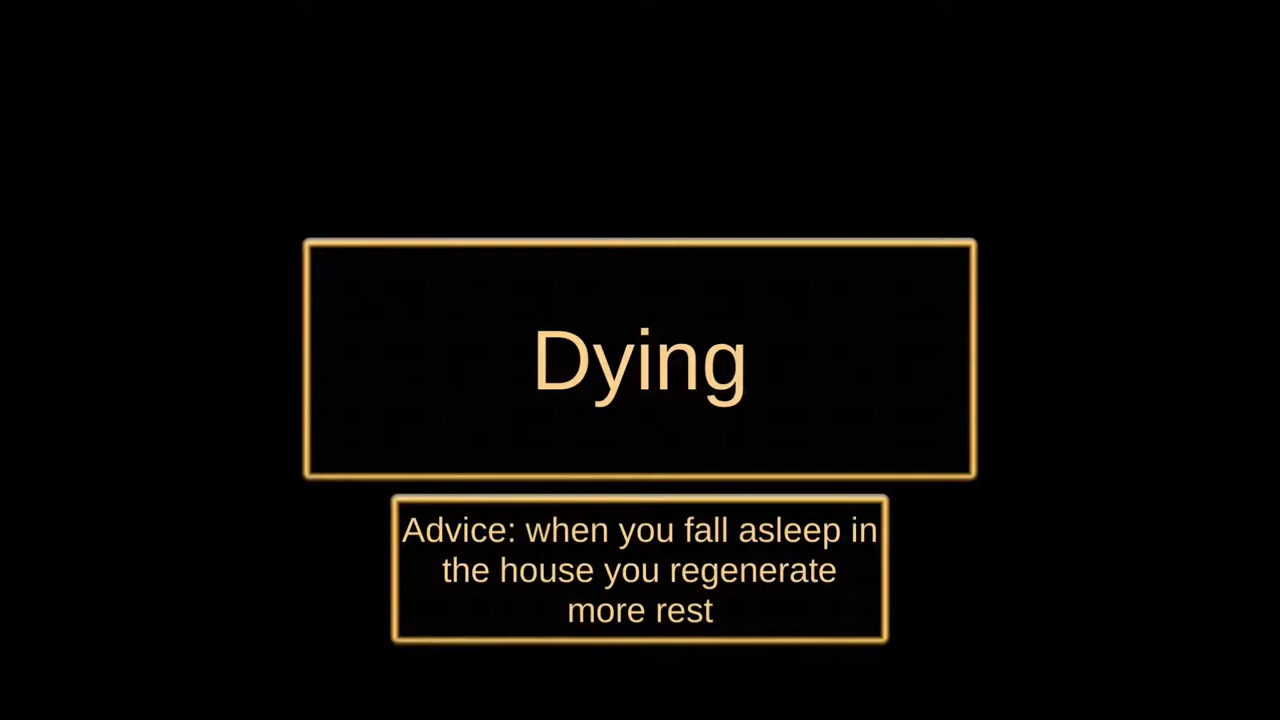 Dying
Advice: when you fall asleep in
the house you regenerate
more rest